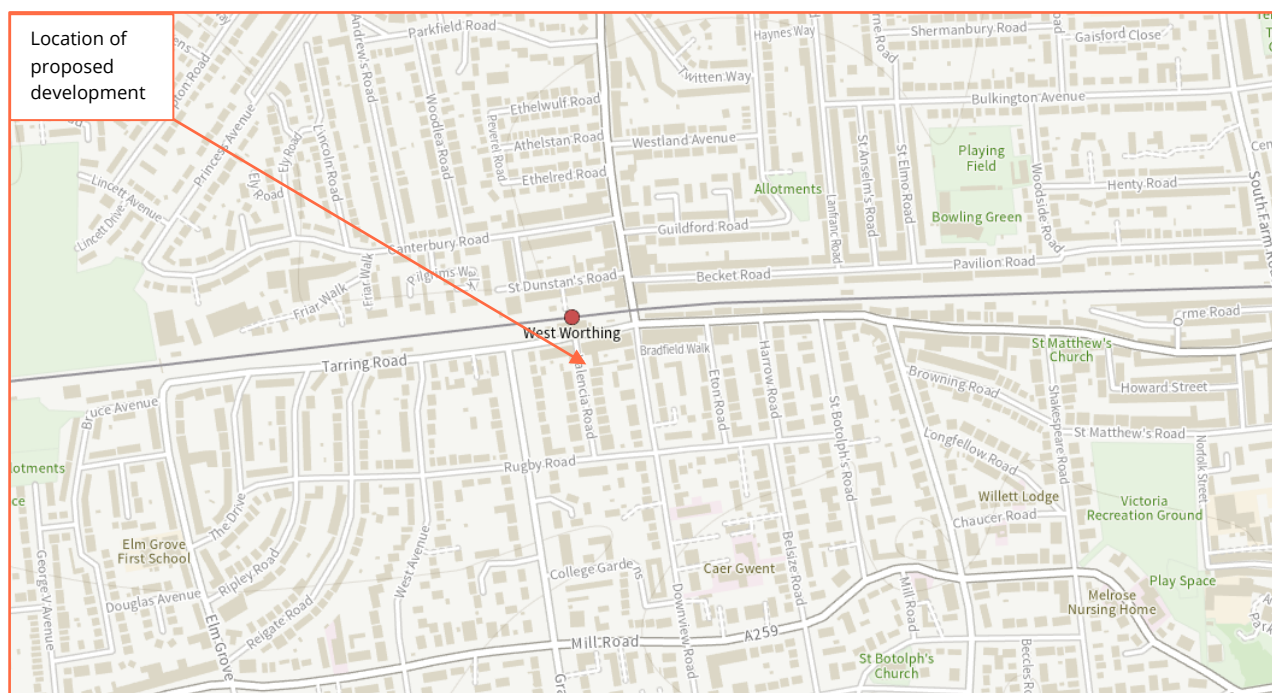 Location of
proposed
development
Parkfield Road
Andrew's Road
Princess Avenue
Woodlea Road
Lincoln Road
Ely Road
Ely Road
Lincett Avenue
Lincett Drive
Ethelwulf Road
Peverel Road
Athelstan Road
Ethelred Road
Canterbury Road
Friar Walk
Friar Walk
St Dunstan's Road
West Worthing
Haynes Way
Twitten Way
Westland Avenue
Allotments
Guildford Road
Becket Road
Shermanbury Road
Gaisford Close
Bulkington Avenue
Playing
Field
St Anselm's Road
St Elmo Road
Lanfranc Road
Bowling Green
Woodside Road
Henty Road
Pavilion Road
South Farm
Tarring Road
Bruce Avenue
Bradfield Walk
Eton Road
Harrow Road
St Botolph's Road
Rugby Road
St Matthew's
Church
Browning Road
Howard Street
Shakespeare Road
St Matthew's Road
Longfellow Road
Norfolk Street
Willett Lodge
Chaucer Road
Victoria
Recreation Ground
Elm Grove
First School
The Drive
Ripley Road
Douglas Avenue
Reigate Road
Elm Grove
George V Avenue
West Avenue
College Gardens
Caer Gwent
Belsize Road
Downview Road
Mill Road
A259
Mill Road
Play Space
Melrose
Nursing Home
St Botolph's
Church